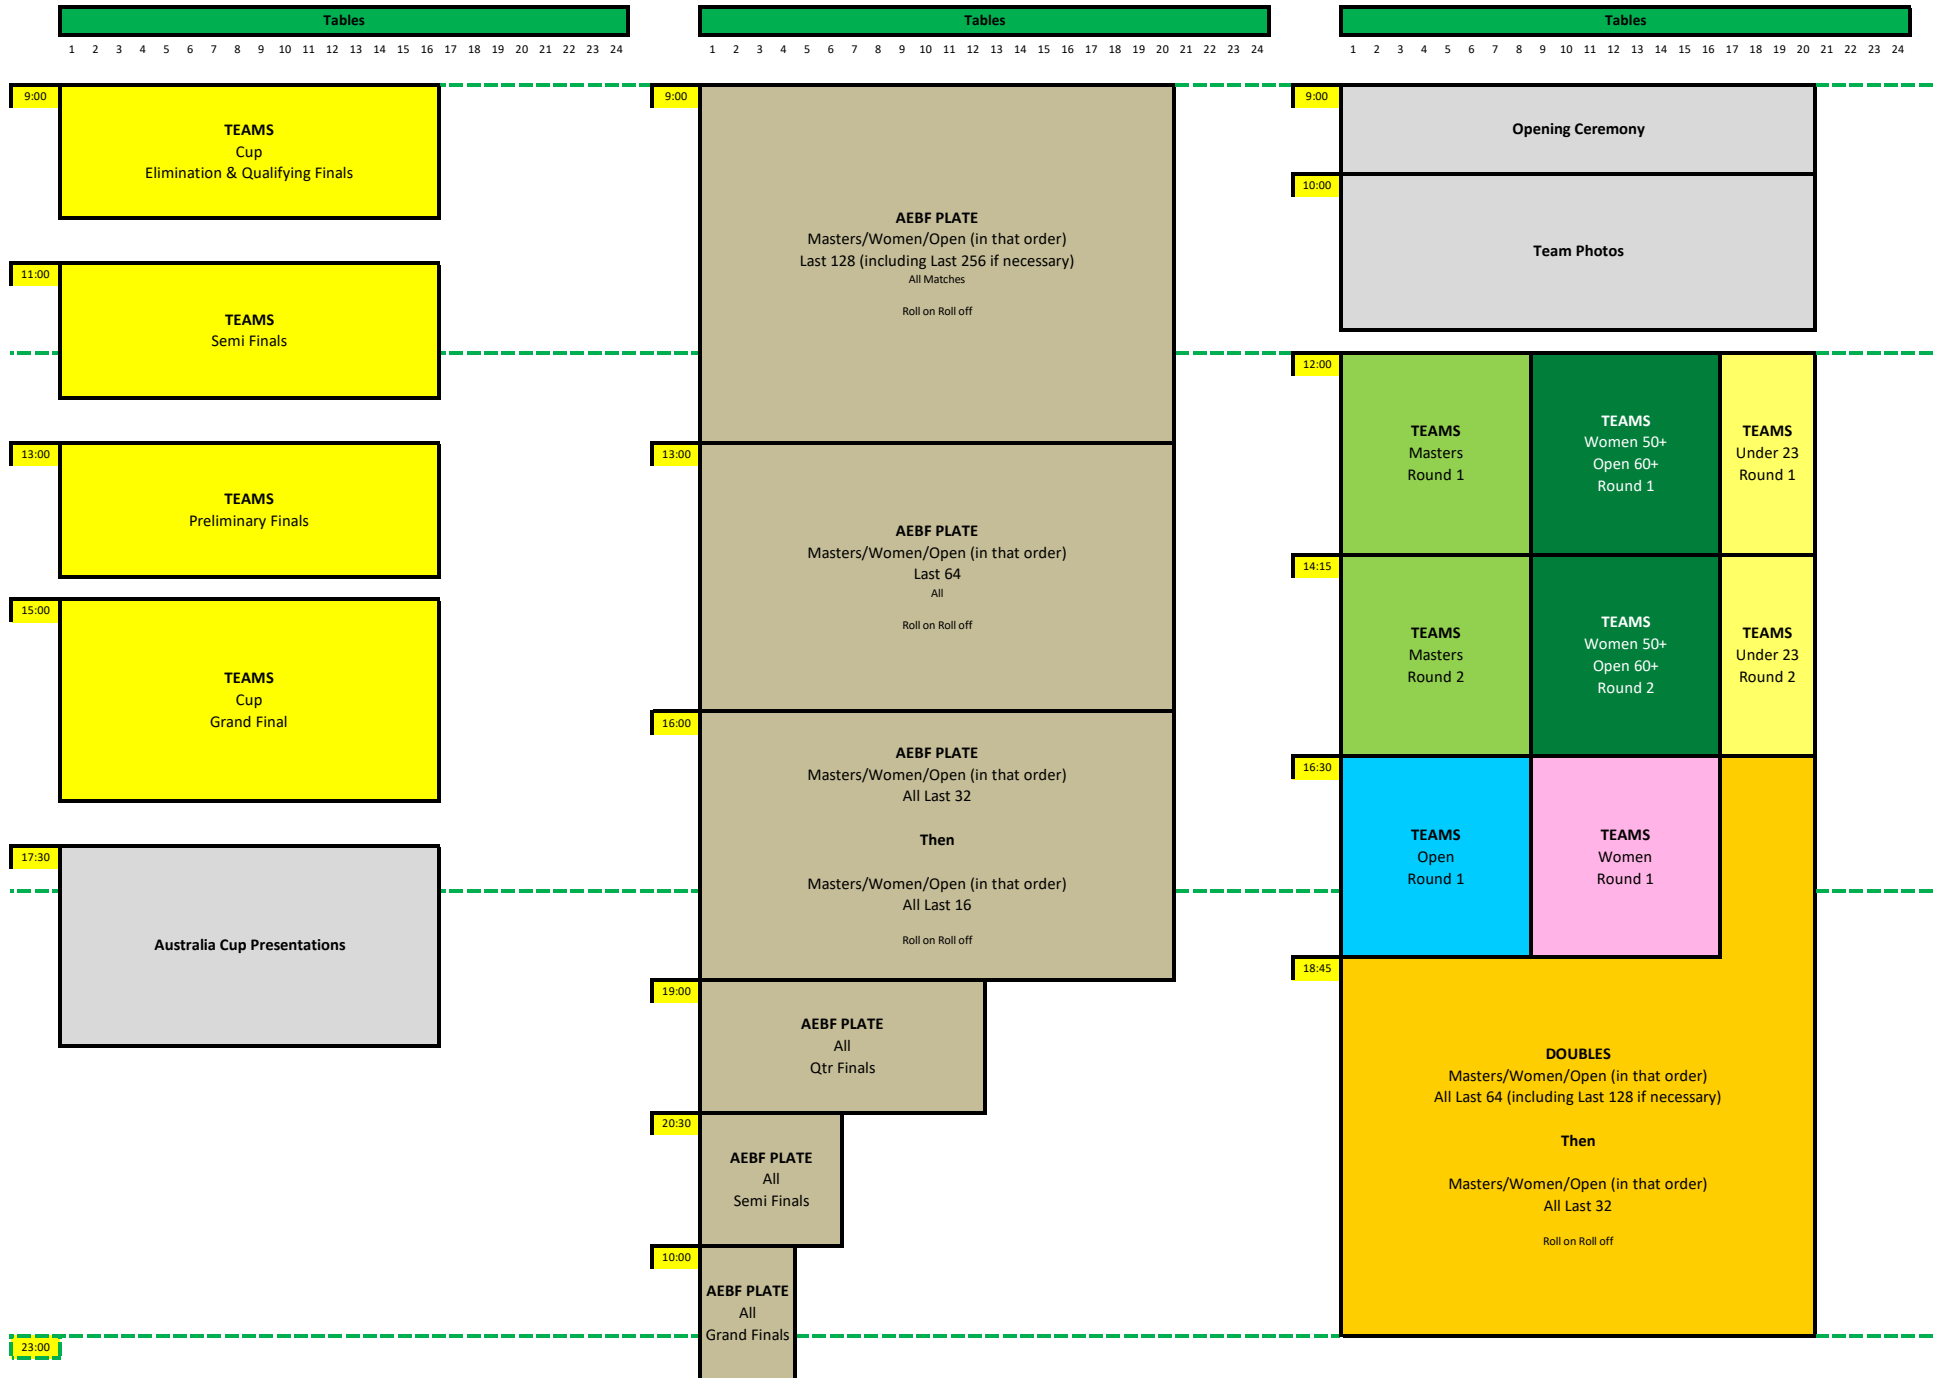 Tables
1 2 3 4 5 6 7 8 9 10 11 12 13 14 15 16 17 18 19 20 21 22 23 24
9:00
TEAMS
Cup
Elimination & Qualifying Finals
11:00
TEAMS
Semi Finals
13:00
TEAMS
Preliminary Finals
15:00
TEAMS
Cup
Grand Final
17:30
Australia Cup Presentations
23:00
Tables
1 2 3 4 5 6 7 8 9 10 11 12 13 14 15 16 17 18 19 20 21 22 23 24
9:00
AEBF PLATE
Masters/Women/Open (in that order)
Last 128 (including Last 256 if necessary)
All Matches
Roll on Roll off
13:00
AEBF PLATE
Masters/Women/Open (in that order)
Last 64
All
Roll on Roll off
16:00
AEBF PLATE
Masters/Women/Open (in that order)
All Last 32
Then
Masters/Women/Open (in that order)
All Last 16
Roll on Roll off
19:00
AEBF PLATE
All
Qtr Finals
20:30
AEBF PLATE
All
Semi Finals
10:00
AEBF PLATE
All
Grand Finals
Tables
1 2 3 4 5 6 7 8 9 10 11 12 13 14 15 16 17 18 19 20 21 22 23 24
9:00
Opening Ceremony
10:00
Team Photos
12:00
TEAMS
Masters
Round 1
TEAMS
Women 50+
Open 60+
Round 1
TEAMS
Under 23
Round 1
14:15
TEAMS
Masters
Round 2
TEAMS
Women 50+
Open 60+
Round 2
TEAMS
Under 23
Round 2
16:30
TEAMS
Open
Round 1
TEAMS
Women
Round 1
18:45
DOUBLES
Masters/Women/Open (in that order)
All Last 64 (including Last 128 if necessary)
Then
Masters/Women/Open (in that order)
All Last 32
Roll on Roll off